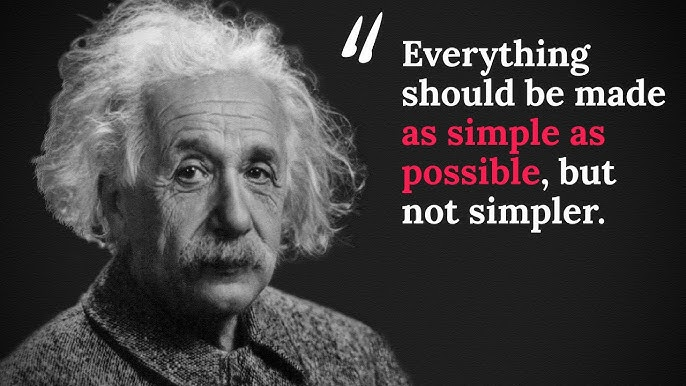 "
Everything
should be made
as simple as
possible, but
not simpler.